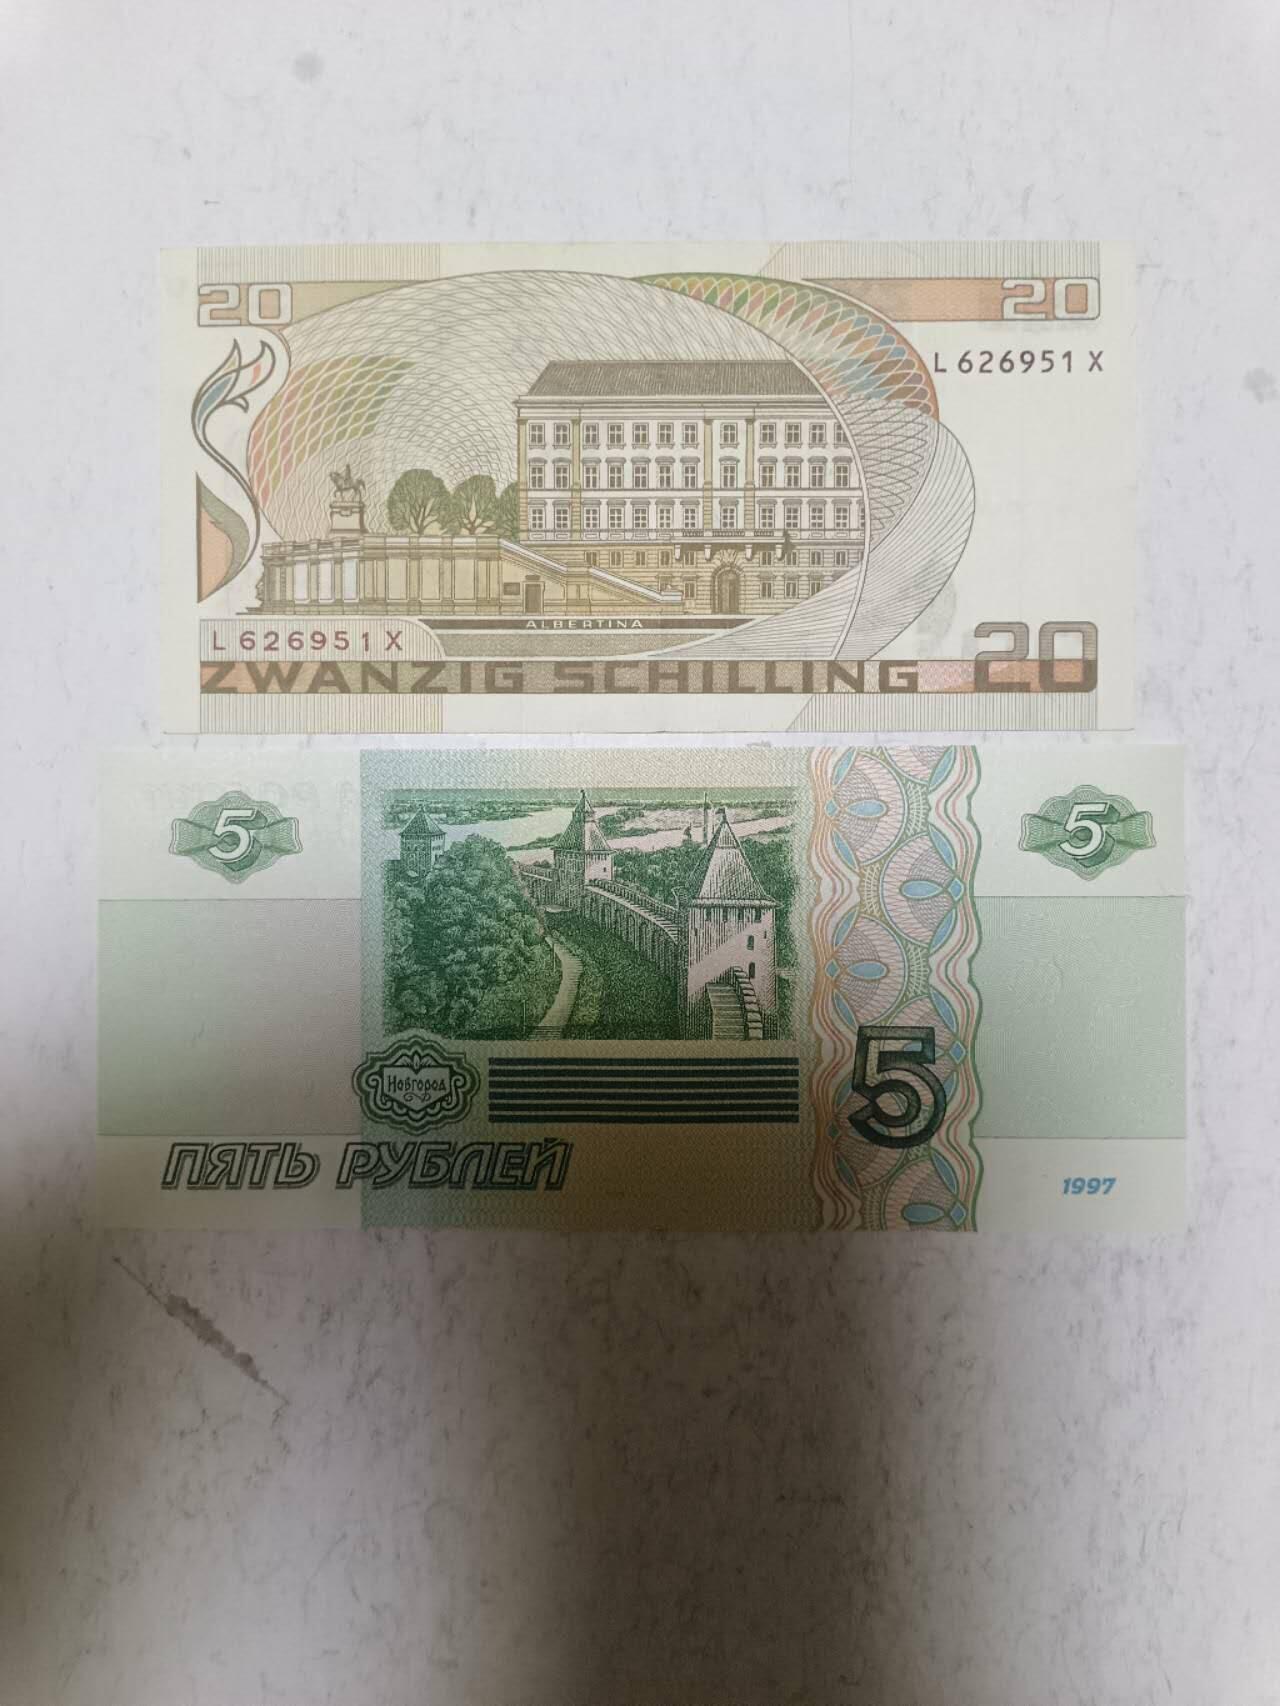 20 20
L 626951 X
ALBERTINA
L 626951 X
ZWANZIG SCHILLING 20
5 5
Новгород
5
ПЯТЬ РУБЛЕЙ
1997